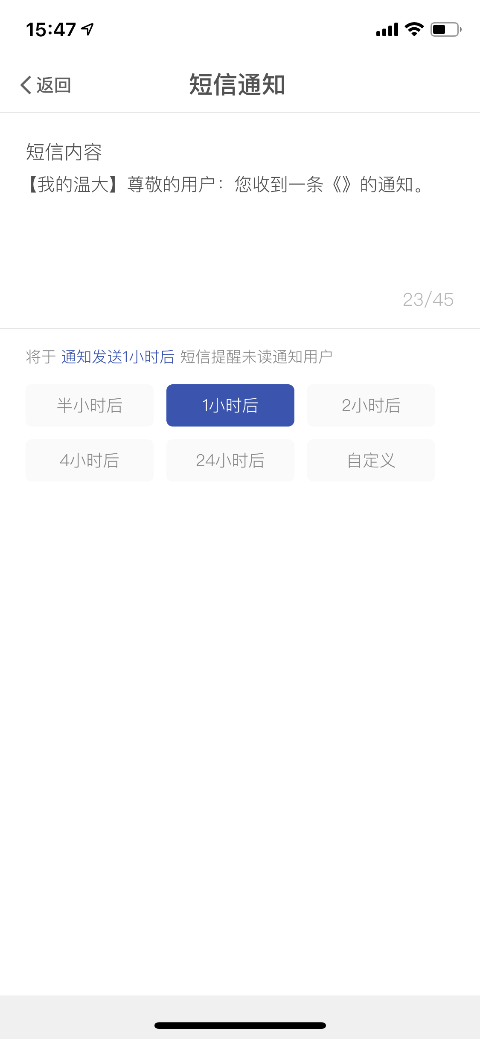 15:47
返回
短信通知
短信内容
【我的温大】尊敬的用户：您收到一条《》的通知。
23/45
将于 通知发送1小时后 短信提醒未读通知用户
半小时后
1小时后
2小时后
4小时后
24小时后
自定义